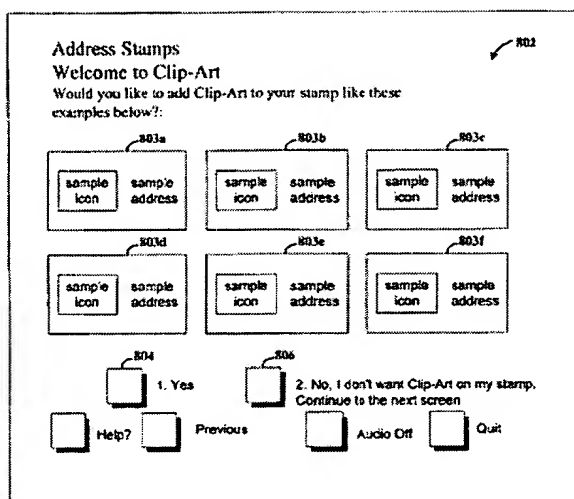 Address Stamps
802
Welcome to Clip-Art
Would you like to add Clip-Art to your stamp like these
examples below?:
803a 803b 803c
sample icon sample address sample icon sample address sample icon sample address
803d 803e 803f
sample icon sample address sample icon sample address sample icon sample address
804 806
1. Yes 2. No, I don't want Clip-Art on my stamp.
Continue to the next screen
Help? Previous Audio Off Quit